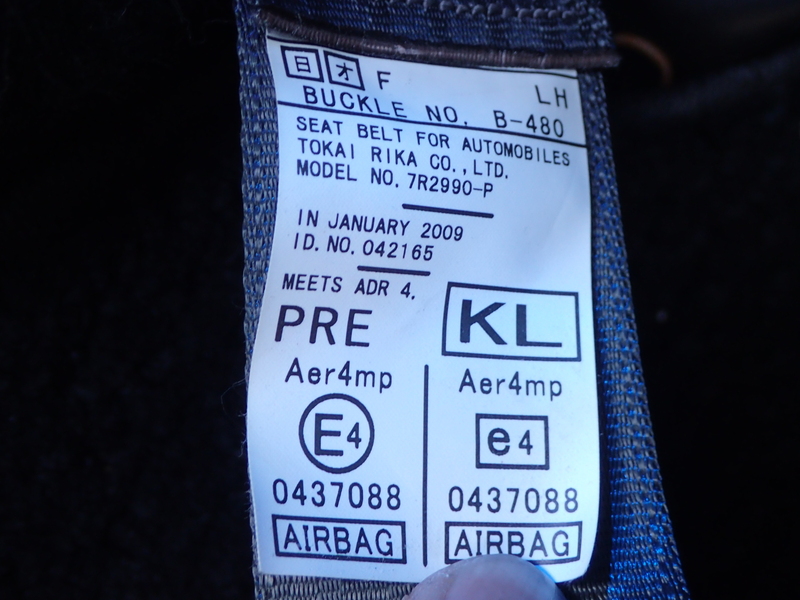 日 才 F LH
BUCKLE NO. B-480
SEAT BELT FOR AUTOMOBILES
TOKAI RIKA CO.,LTD.
MODEL NO. 7R2990-P
IN JANUARY 2009
ID. NO. 042165
MEETS ADR 4.
PRE KL
Aer4mp Aer4mp
E4 e4
0437088 0437088
AIRBAG AIRBAG